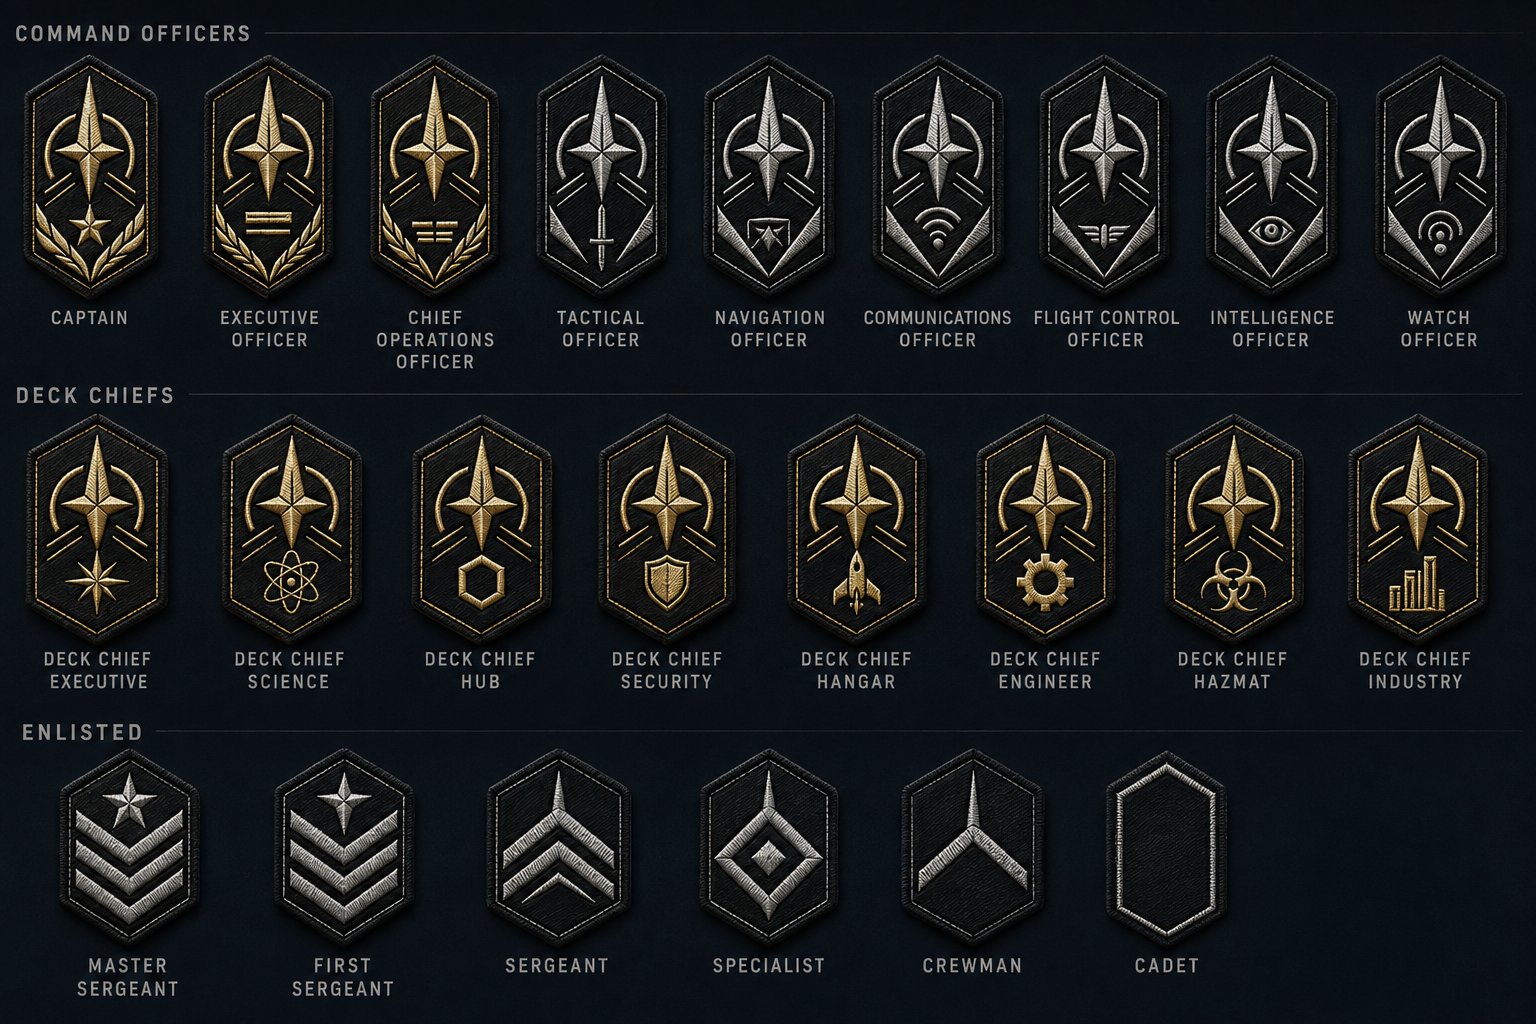 COMMAND OFFICERS
CAPTAIN
EXECUTIVE
OFFICER
CHIEF
OPERATIONS
OFFICER
TACTICAL
OFFICER
NAVIGATION
OFFICER
COMMUNICATIONS
OFFICER
FLIGHT CONTROL
OFFICER
INTELLIGENCE
OFFICER
WATCH
OFFICER
DECK CHIEFS
DECK CHIEF
EXECUTIVE
DECK CHIEF
SCIENCE
DECK CHIEF
HUB
DECK CHIEF
SECURITY
DECK CHIEF
HANGAR
DECK CHIEF
ENGINEER
DECK CHIEF
HAZMAT
DECK CHIEF
INDUSTRY
ENLISTED
MASTER
SERGEANT
FIRST
SERGEANT
SERGEANT
SPECIALIST
CREWMAN
CADET